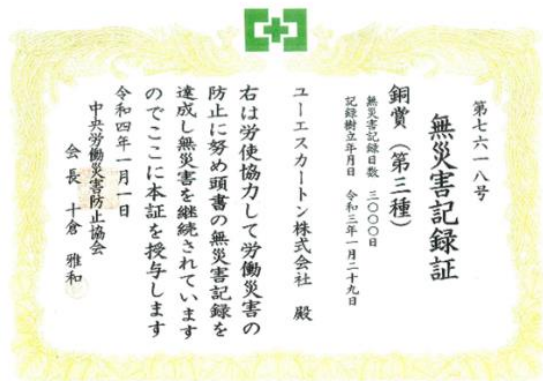 第七六一八号
無災害記録証
銅賞（第三種）
無災害記録日数 三〇〇〇日
記録樹立年月日 令和三年一月二十九日
ユーエスカートン株式会社 殿
右は労使協力して労働災害の
防止に努め頭書の無災害記録を
達成し無災害を継続されています
のでここに本証を授与します
令和四年一月一日
中央労働災害防止協会
会長 十倉 雅和